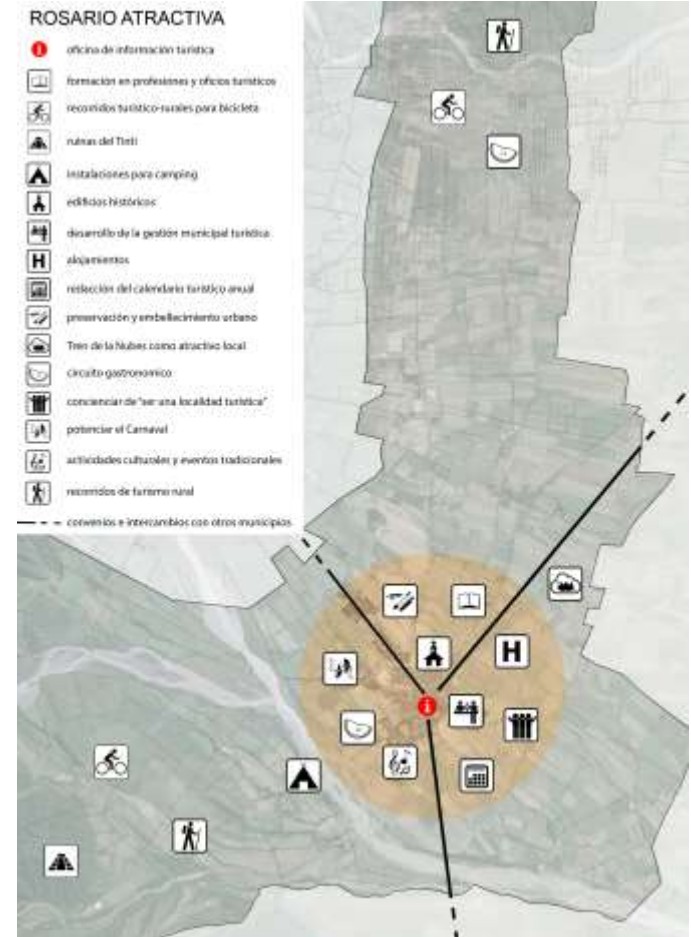 ROSARIO ATRACTIVA
i
oficina de información turística
formación en profesiones y oficios turísticos
recorridos turístico-rurales para bicicleta
ruinas del Tinti
instalaciones para camping
edificios históricos
desarrollo de la gestión municipal turística
H
alojamientos
redacción del calendario turístico anual
preservación y embellecimiento urbano
Tren de la Nubes como atractivo local
circuito gastronomico
concienciar de "ser una localidad turística"
potenciar el Carnaval
actividades culturales y eventos tradicionales
recorridos de turismo rural
convenios e intercambios con otros municipios
H
i